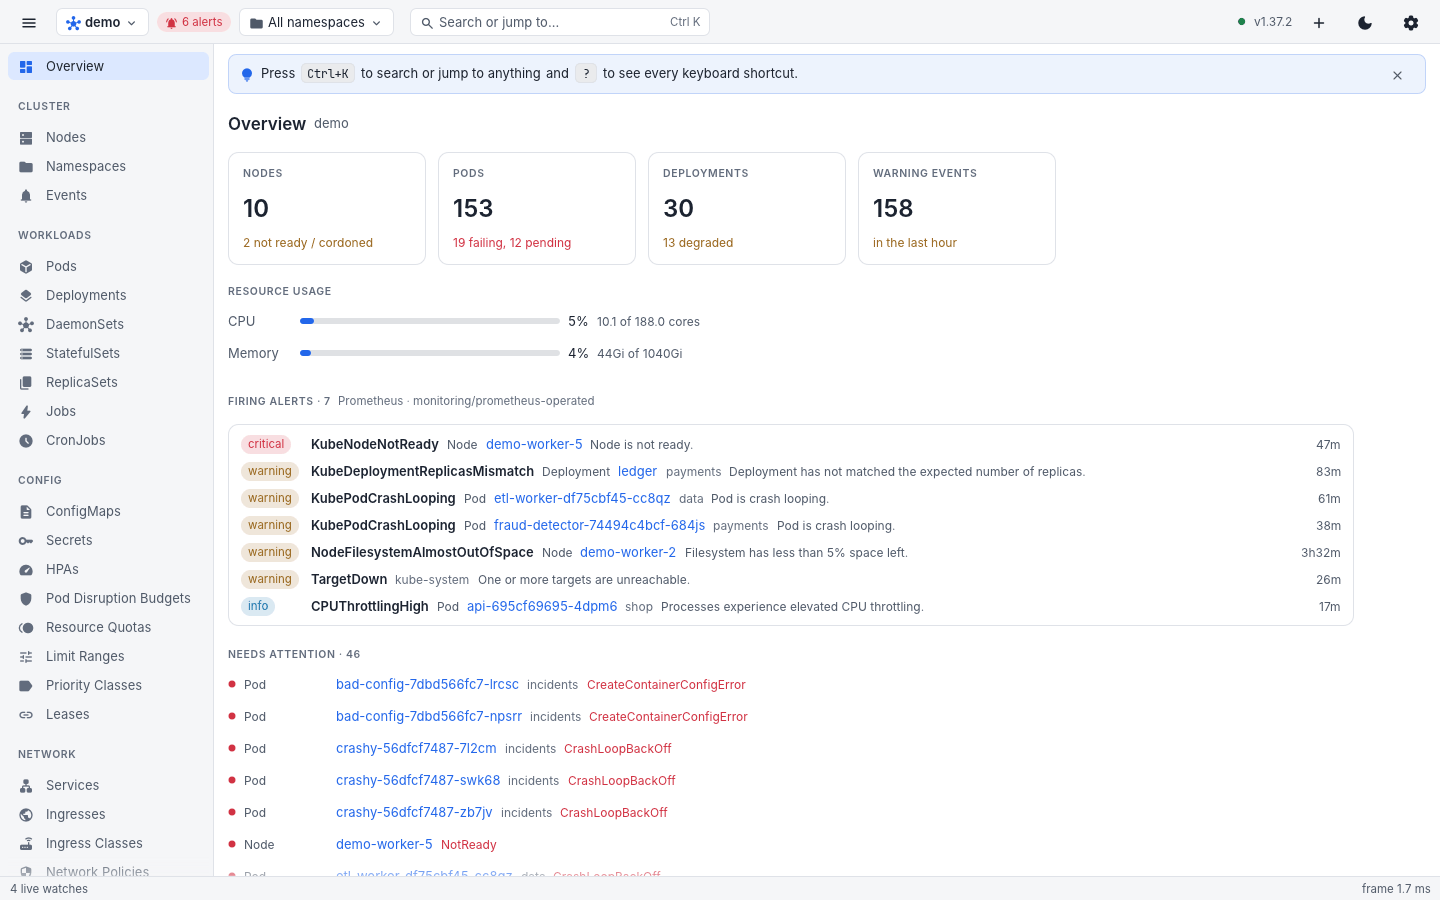 demo
6 alerts
All namespaces
Search or jump to...
Ctrl K
v1.37.2
Overview
CLUSTER
Nodes
Namespaces
Events
WORKLOADS
Pods
Deployments
DaemonSets
StatefulSets
ReplicaSets
Jobs
CronJobs
CONFIG
ConfigMaps
Secrets
HPAs
Pod Disruption Budgets
Resource Quotas
Limit Ranges
Priority Classes
Leases
NETWORK
Services
Ingresses
Ingress Classes
Network Policies
Press Ctrl+K to search or jump to anything and ? to see every keyboard shortcut.
Overview demo
NODES
10
2 not ready / cordoned
PODS
153
19 failing, 12 pending
DEPLOYMENTS
30
13 degraded
WARNING EVENTS
158
in the last hour
RESOURCE USAGE
CPU 5% 10.1 of 188.0 cores
Memory 4% 44Gi of 1040Gi
FIRING ALERTS · 7 Prometheus · monitoring/prometheus-operated
critical KubeNodeNotReady Node demo-worker-5 Node is not ready. 47m
warning KubeDeploymentReplicasMismatch Deployment ledger payments Deployment has not matched the expected number of replicas. 83m
warning KubePodCrashLooping Pod etl-worker-df75cbf45-cc8qz data Pod is crash looping. 61m
warning KubePodCrashLooping Pod fraud-detector-74494c4bcf-684js payments Pod is crash looping. 38m
warning NodeFilesystemAlmostOutOfSpace Node demo-worker-2 Filesystem has less than 5% space left. 3h32m
warning TargetDown kube-system One or more targets are unreachable. 26m
info CPUThrottlingHigh Pod api-695cf69695-4dpm6 shop Processes experience elevated CPU throttling. 17m
NEEDS ATTENTION · 46
Pod bad-config-7dbd566fc7-lrcsc incidents CreateContainerConfigError
Pod bad-config-7dbd566fc7-npsrr incidents CreateContainerConfigError
Pod crashy-56dfcf7487-7l2cm incidents CrashLoopBackOff
Pod crashy-56dfcf7487-swk68 incidents CrashLoopBackOff
Pod crashy-56dfcf7487-zb7jv incidents CrashLoopBackOff
Node demo-worker-5 NotReady
Pod etl-worker-df75cbf45-cc8qz data CrashLoopBackOff
4 live watches
frame 1.7 ms